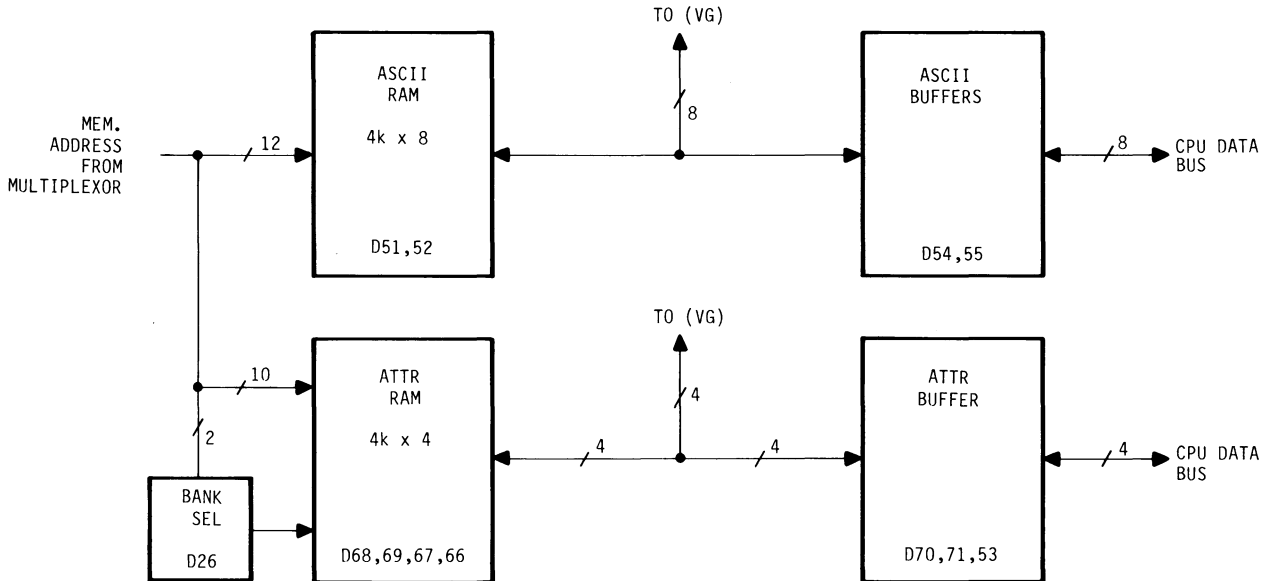 TO (VG)
ASCII
RAM
4k x 8
D51,52
8
ASCII
BUFFERS
D54,55
MEM.
ADDRESS
FROM
MULTIPLEXOR
12
8
CPU DATA
BUS
TO (VG)
10
2
BANK
SEL
D26
ATTR
RAM
4k x 4
D68,69,67,66
4
4
4
ATTR
BUFFER
D70,71,53
4
CPU DATA
BUS